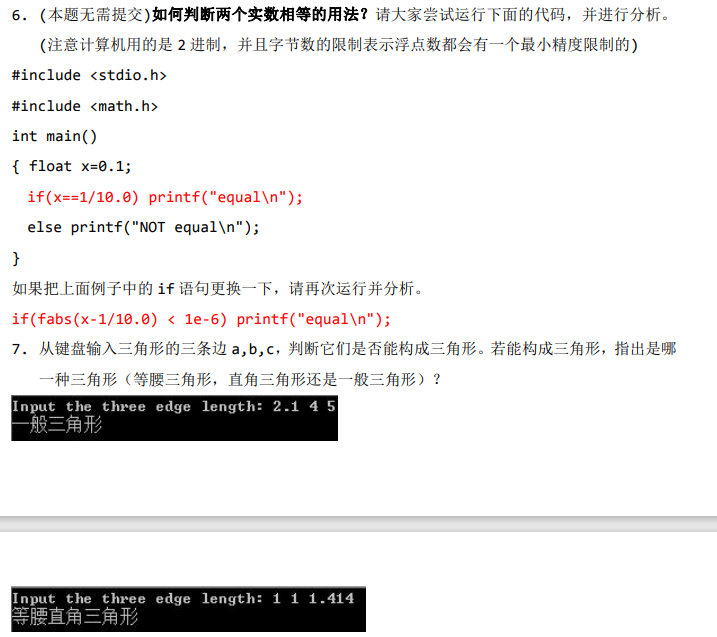 6. (本题无需提交)如何判断两个实数相等的用法？请大家尝试运行下面的代码，并进行分析。
(注意计算机用的是 2 进制，并且字节数的限制表示浮点数都会有一个最小精度限制的)
#include <stdio.h>
#include <math.h>
int main()
{ float x=0.1;
if(x==1/10.0) printf("equal\n");
else printf("NOT equal\n");
}
如果把上面例子中的 if 语句更换一下，请再次运行并分析。
if(fabs(x-1/10.0) < 1e-6) printf("equal\n");
7. 从键盘输入三角形的三条边 a,b,c，判断它们是否能构成三角形。若能构成三角形，指出是哪
一种三角形（等腰三角形，直角三角形还是一般三角形）？
Input the three edge length: 2.1 4 5
一般三角形
Input the three edge length: 1 1 1.414
等腰直角三角形